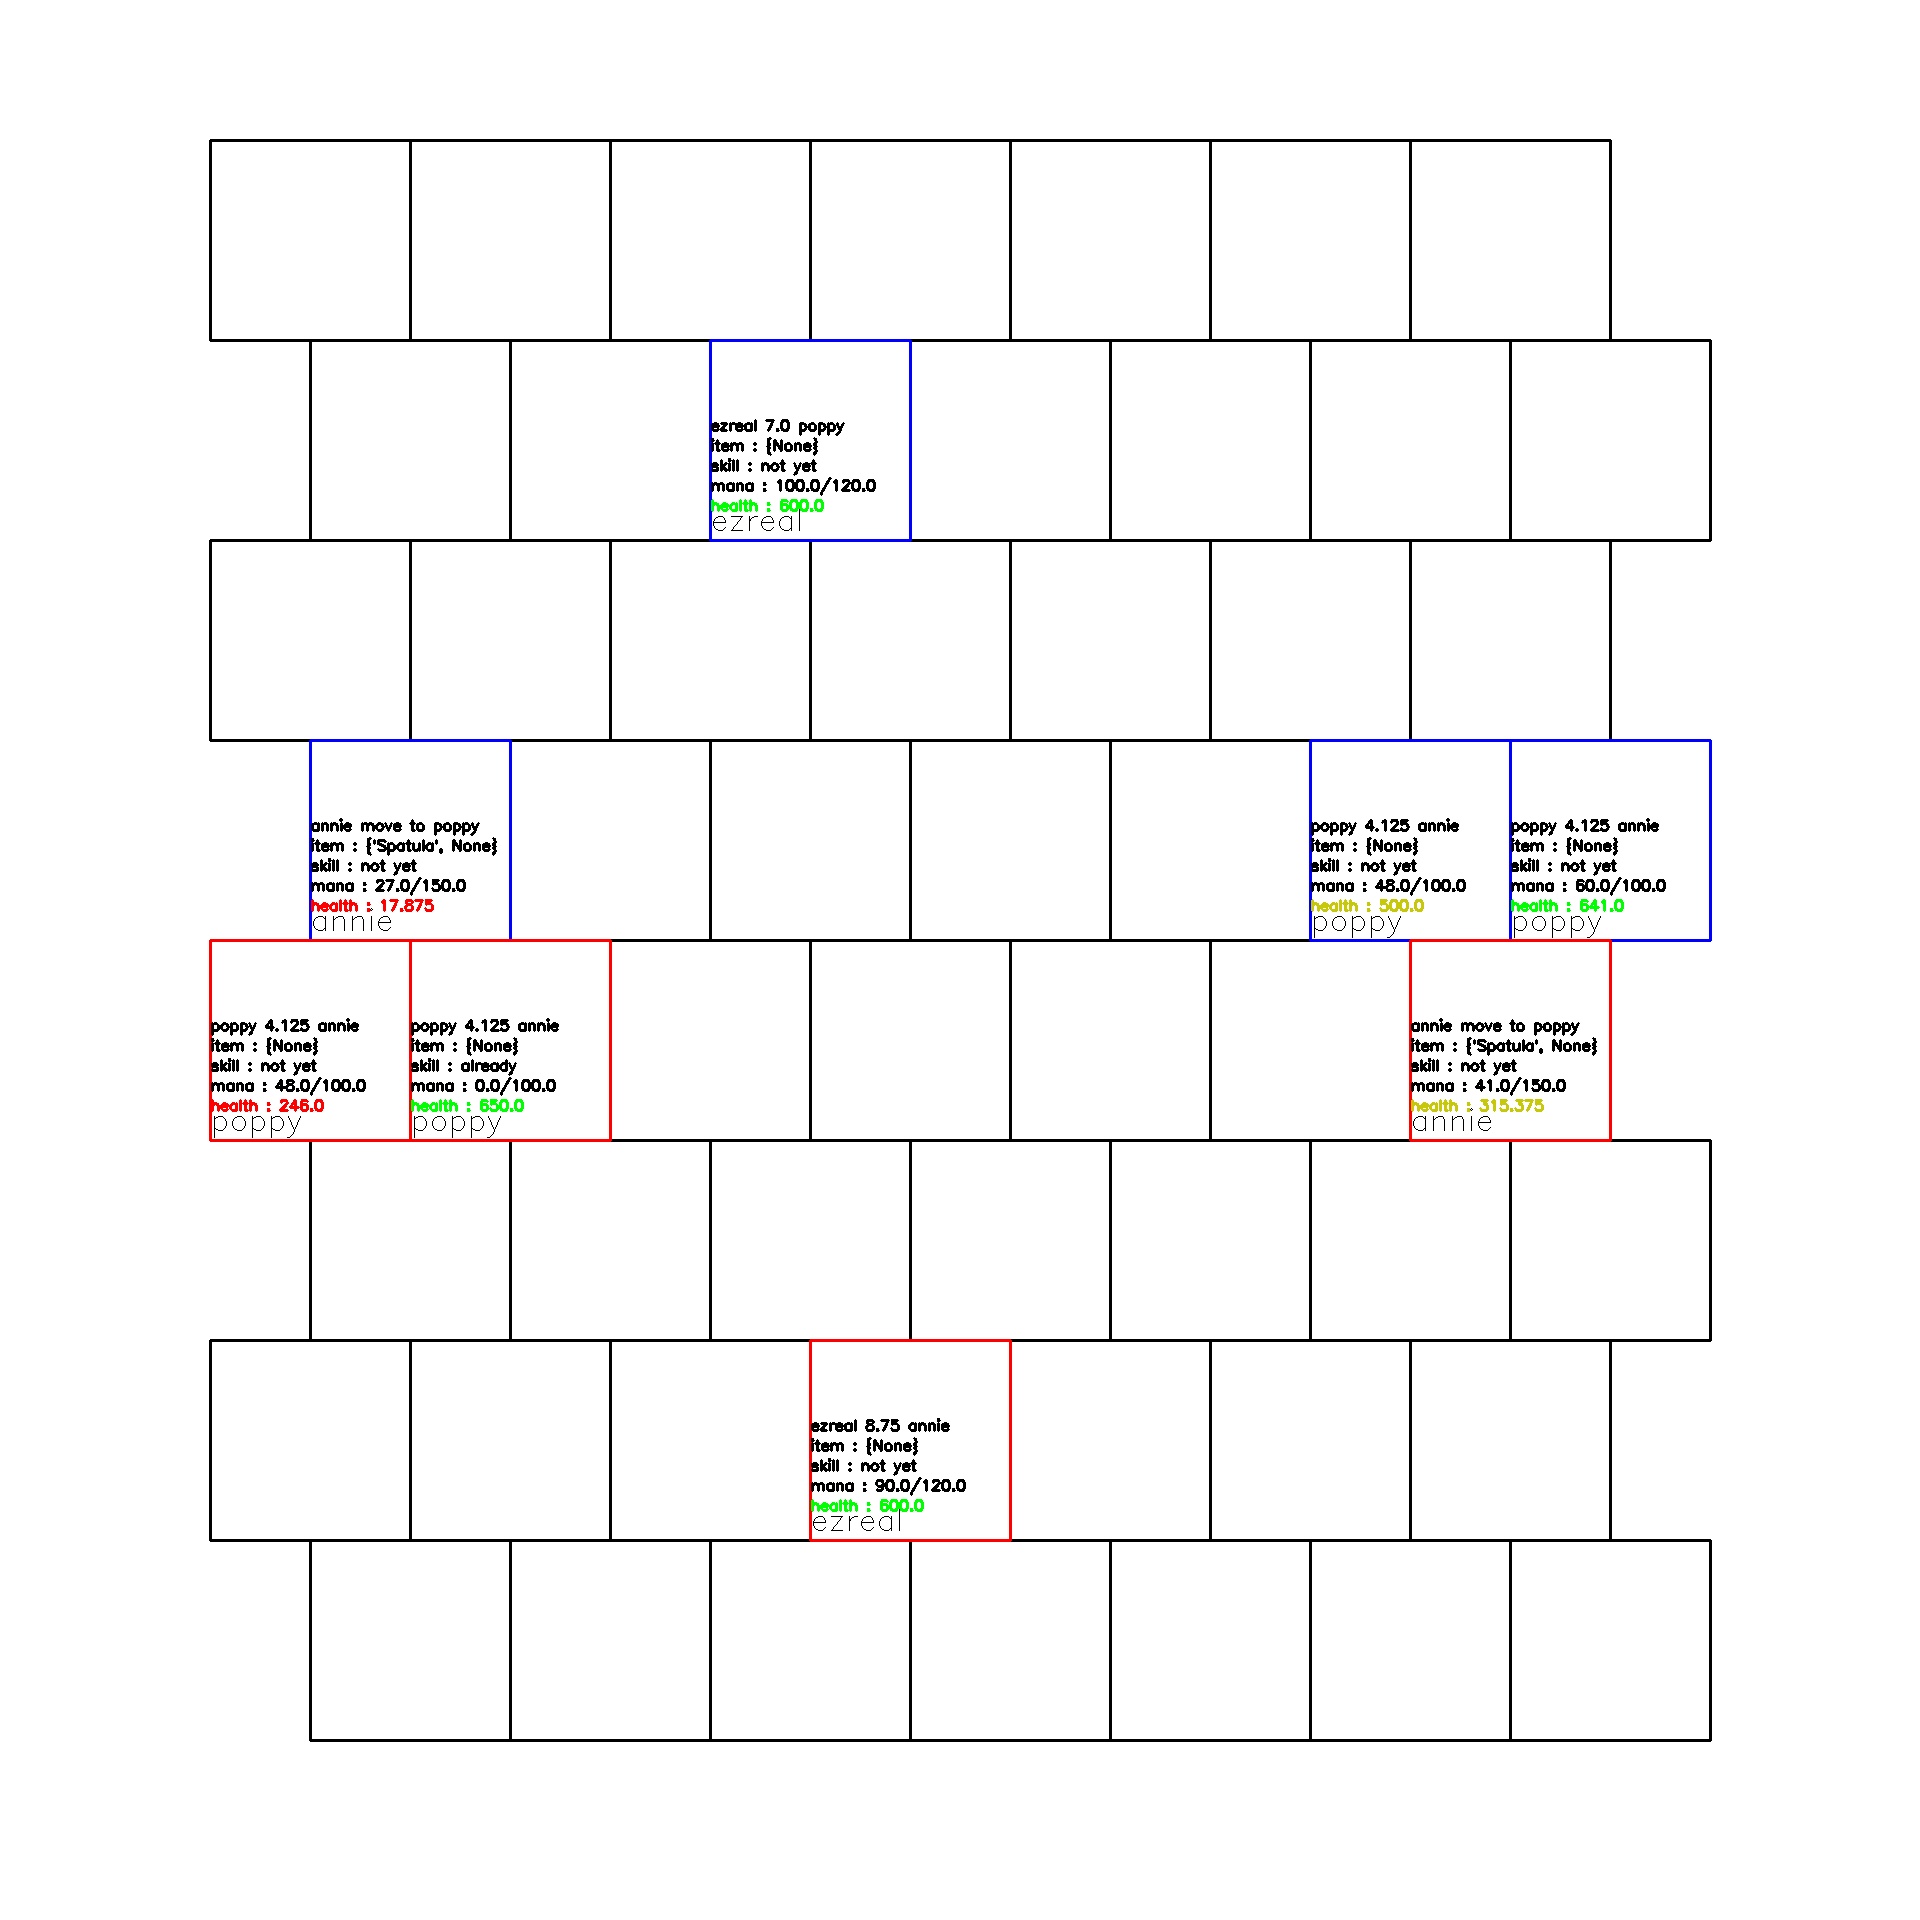 ezreal 7.0 poppy
item : {None}
skill : not yet
mana : 100.0/120.0
health : 600.0
ezreal
annie move to poppy
item : {'Spatula', None}
skill : not yet
mana : 27.0/150.0
health : 17.875
annie
poppy 4.125 annie
item : {None}
skill : not yet
mana : 48.0/100.0
health : 500.0
poppy
poppy 4.125 annie
item : {None}
skill : not yet
mana : 60.0/100.0
health : 641.0
poppy
poppy 4.125 annie
item : {None}
skill : not yet
mana : 48.0/100.0
health : 246.0
poppy
poppy 4.125 annie
item : {None}
skill : already
mana : 0.0/100.0
health : 650.0
poppy
annie move to poppy
item : {'Spatula', None}
skill : not yet
mana : 41.0/150.0
health : 315.375
annie
ezreal 8.75 annie
item : {None}
skill : not yet
mana : 90.0/120.0
health : 600.0
ezreal